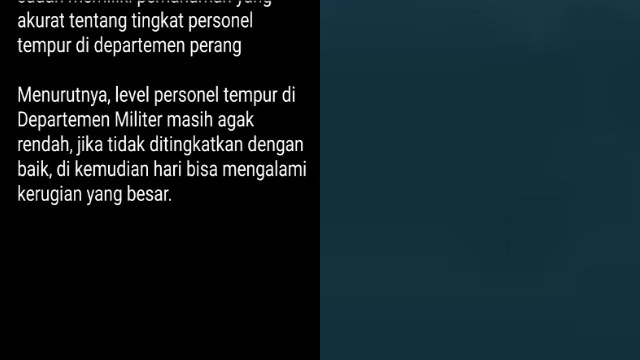 akurat tentang tingkat personel
tempur di departemen perang
Menurutnya, level personel tempur di
Departemen Militer masih agak
rendah, jika tidak ditingkatkan dengan
baik, di kemudian hari bisa mengalami
kerugian yang besar.